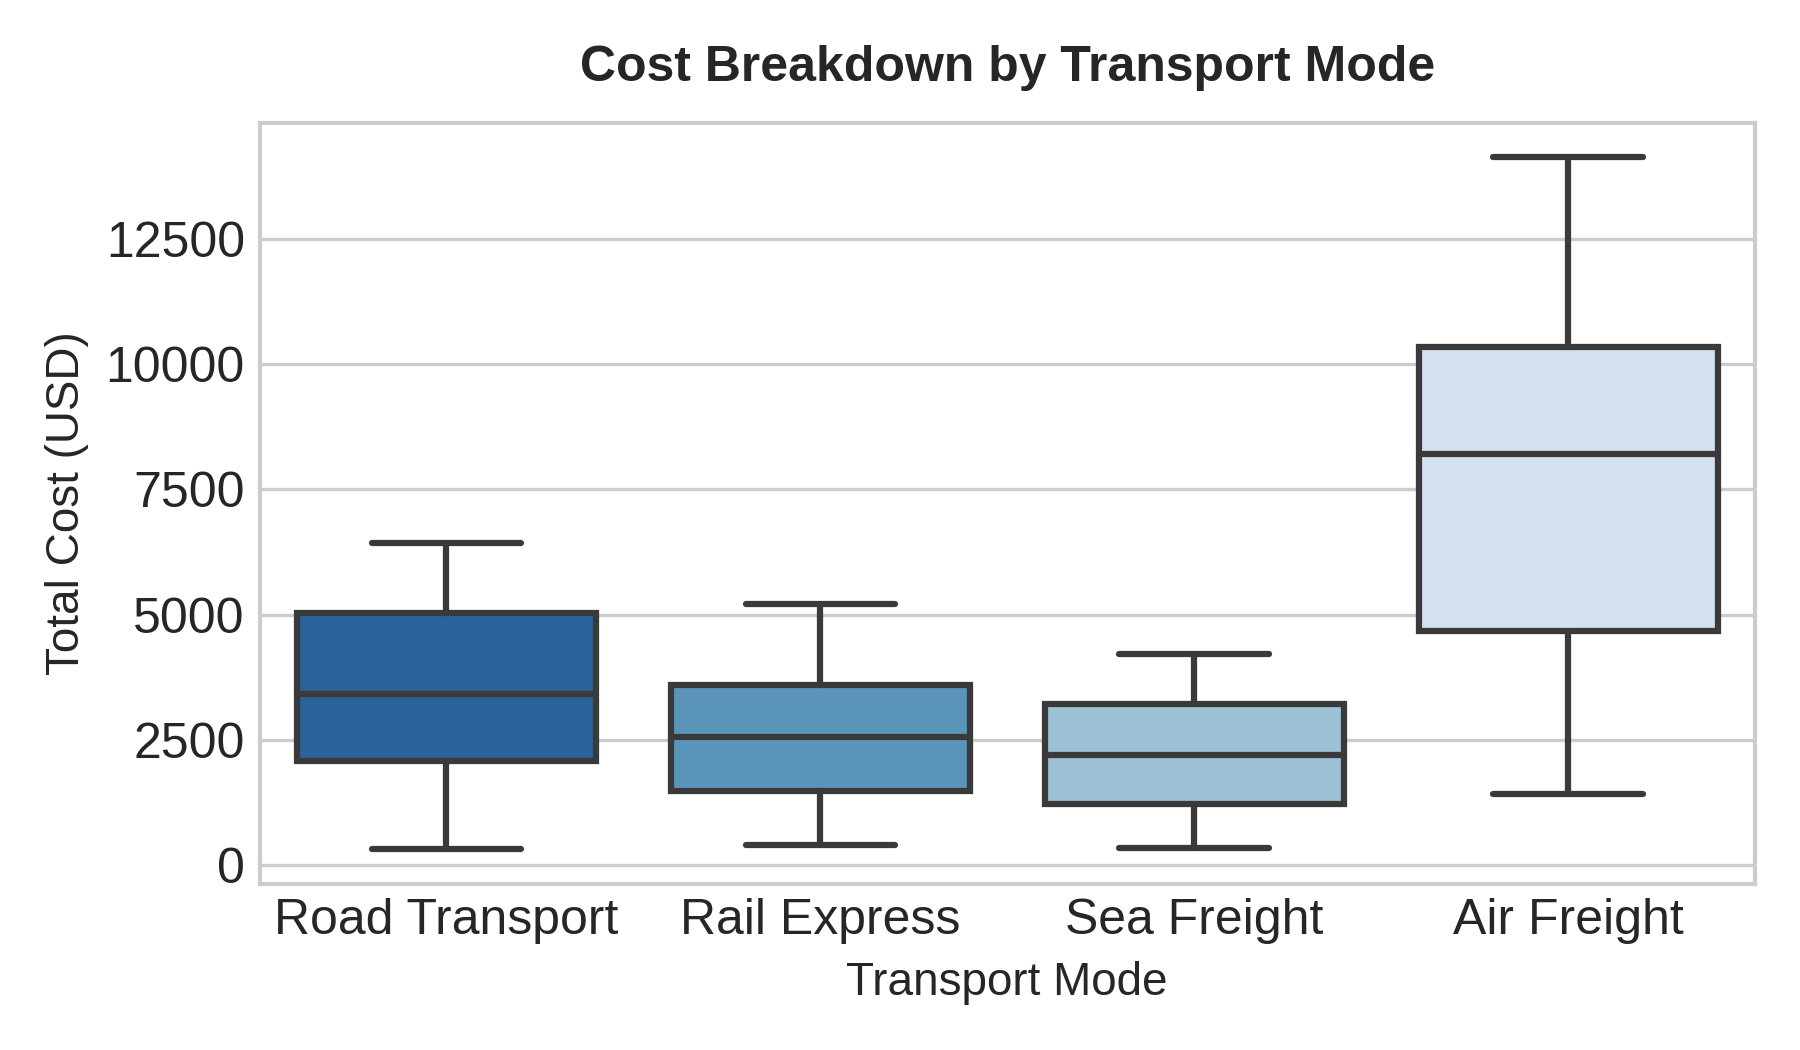 Cost Breakdown by Transport Mode
Total Cost (USD)
12500
10000
7500
5000
2500
0
Road Transport Rail Express Sea Freight Air Freight
Transport Mode